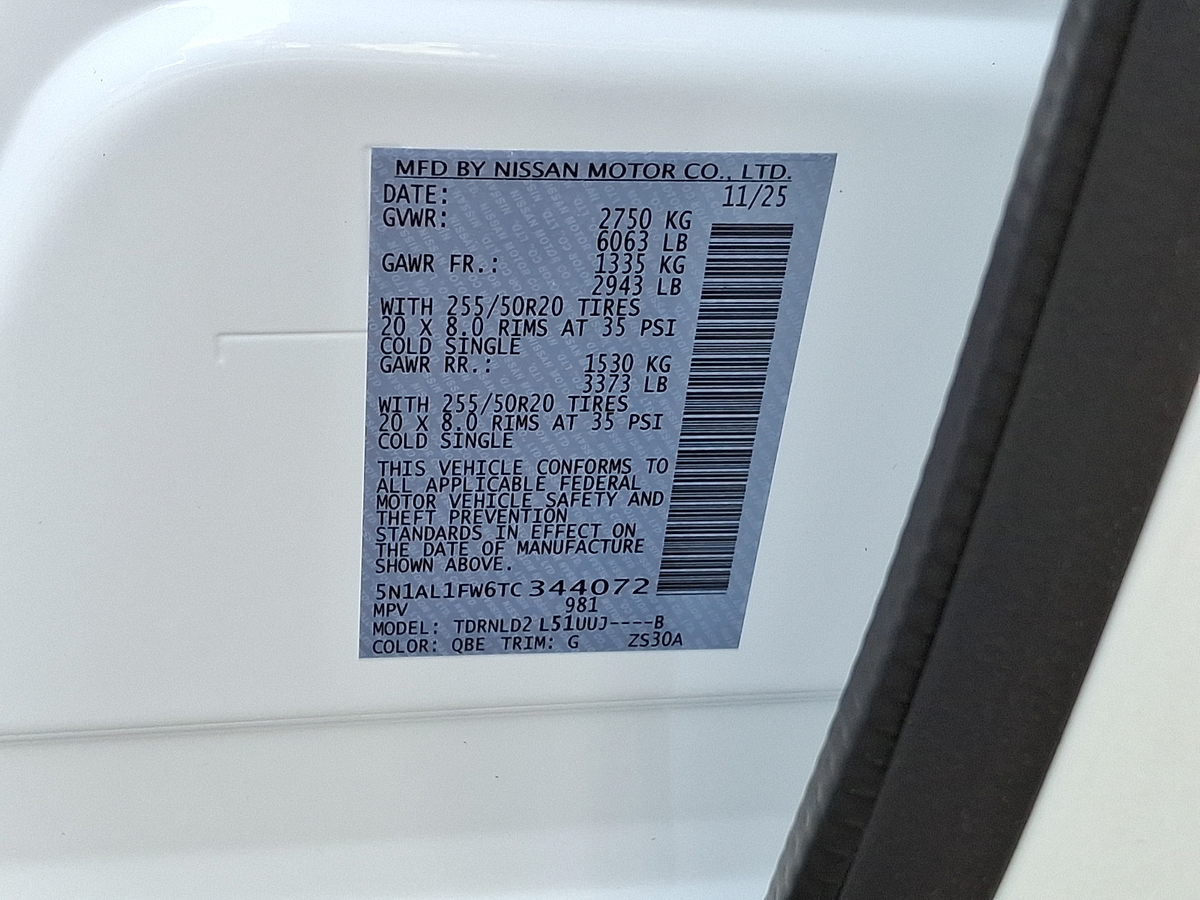 MFD BY NISSAN MOTOR CO., LTD.
DATE: 11/25
GVWR: 2750 KG
6063 LB
GAWR FR.: 1335 KG
2943 LB
WITH 255/50R20 TIRES
20 X 8.0 RIMS AT 35 PSI
COLD SINGLE
GAWR RR.: 1530 KG
3373 LB
WITH 255/50R20 TIRES
20 X 8.0 RIMS AT 35 PSI
COLD SINGLE
THIS VEHICLE CONFORMS TO
ALL APPLICABLE FEDERAL
MOTOR VEHICLE SAFETY AND
THEFT PREVENTION
STANDARDS IN EFFECT ON
THE DATE OF MANUFACTURE
SHOWN ABOVE.
5N1AL1FW6TC344072
MPV 981
MODEL: TDRNLD2 L51UUJ----B
COLOR: QBE TRIM: G ZS30A